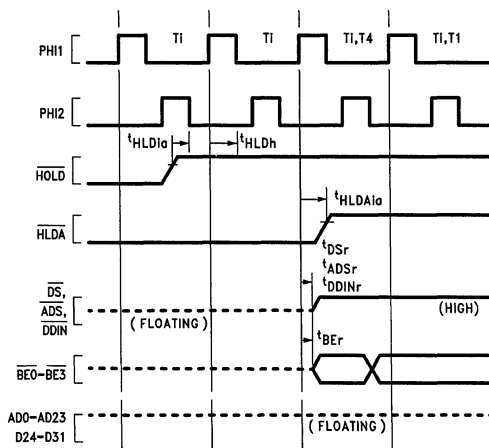 PHI1 Ti Ti Ti,T4 Ti,T1
PHI2
tHLDia tHLDh
HOLD
tHLDAia
HLDA
tDSr
tADSr
tDDINr
DS,
ADS,
DDIN
(FLOATING) (HIGH)
tBEr
BE0-BE3
AD0-AD23
D24-D31
(FLOATING)